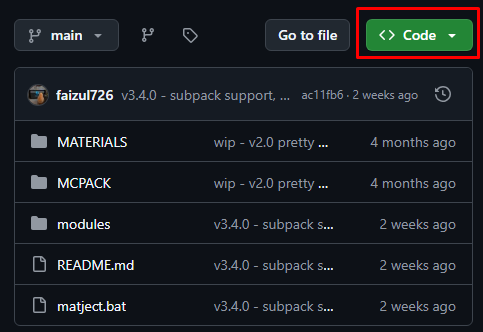 main
Go to file
<> Code
faizul726 v3.4.0 - subpack support, ... ac11fb6 · 2 weeks ago
MATERIALS wip - v2.0 pretty ... 4 months ago
MCPACK wip - v2.0 pretty ... 4 months ago
modules v3.4.0 - subpack s... 2 weeks ago
README.md v3.4.0 - subpack s... 2 weeks ago
matject.bat v3.4.0 - subpack s... 2 weeks ago